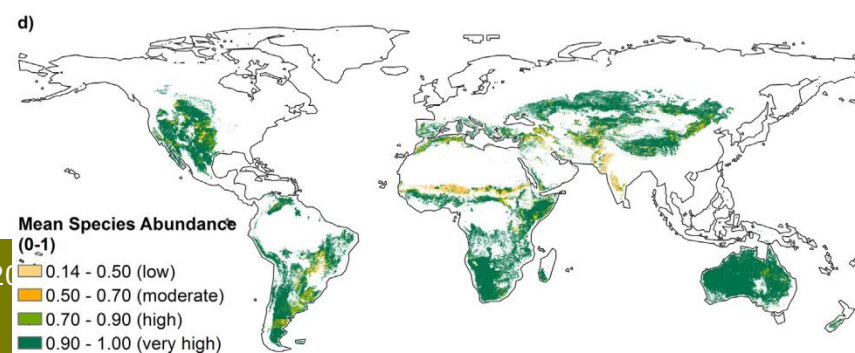 d)
Mean Species Abundance
(0-1)
0.14 - 0.50 (low)
0.50 - 0.70 (moderate)
0.70 - 0.90 (high)
0.90 - 1.00 (very high)